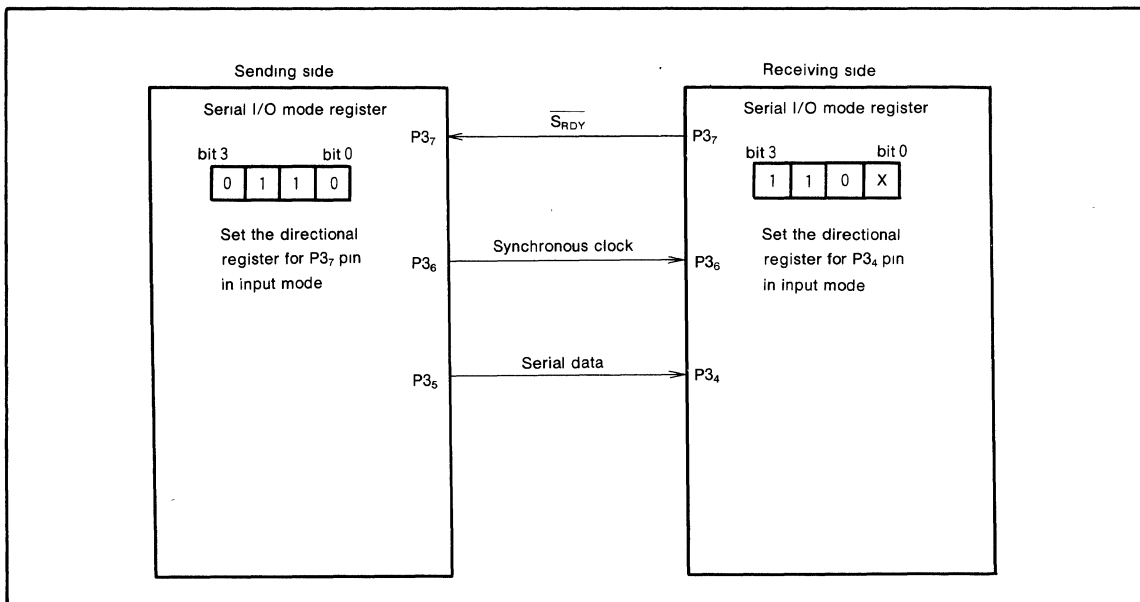 Sending side
Serial I/O mode register
bit 3 bit 0
0 1 1 0
Set the directional
register for P3₇ pin
in input mode
P3₇
P3₆
P3₅
S̅R̅D̅Y̅
Synchronous clock
Serial data
Receiving side
Serial I/O mode register
P3₇
bit 3 bit 0
1 1 0 X
Set the directional
register for P3₄ pin
in input mode
P3₆
P3₄